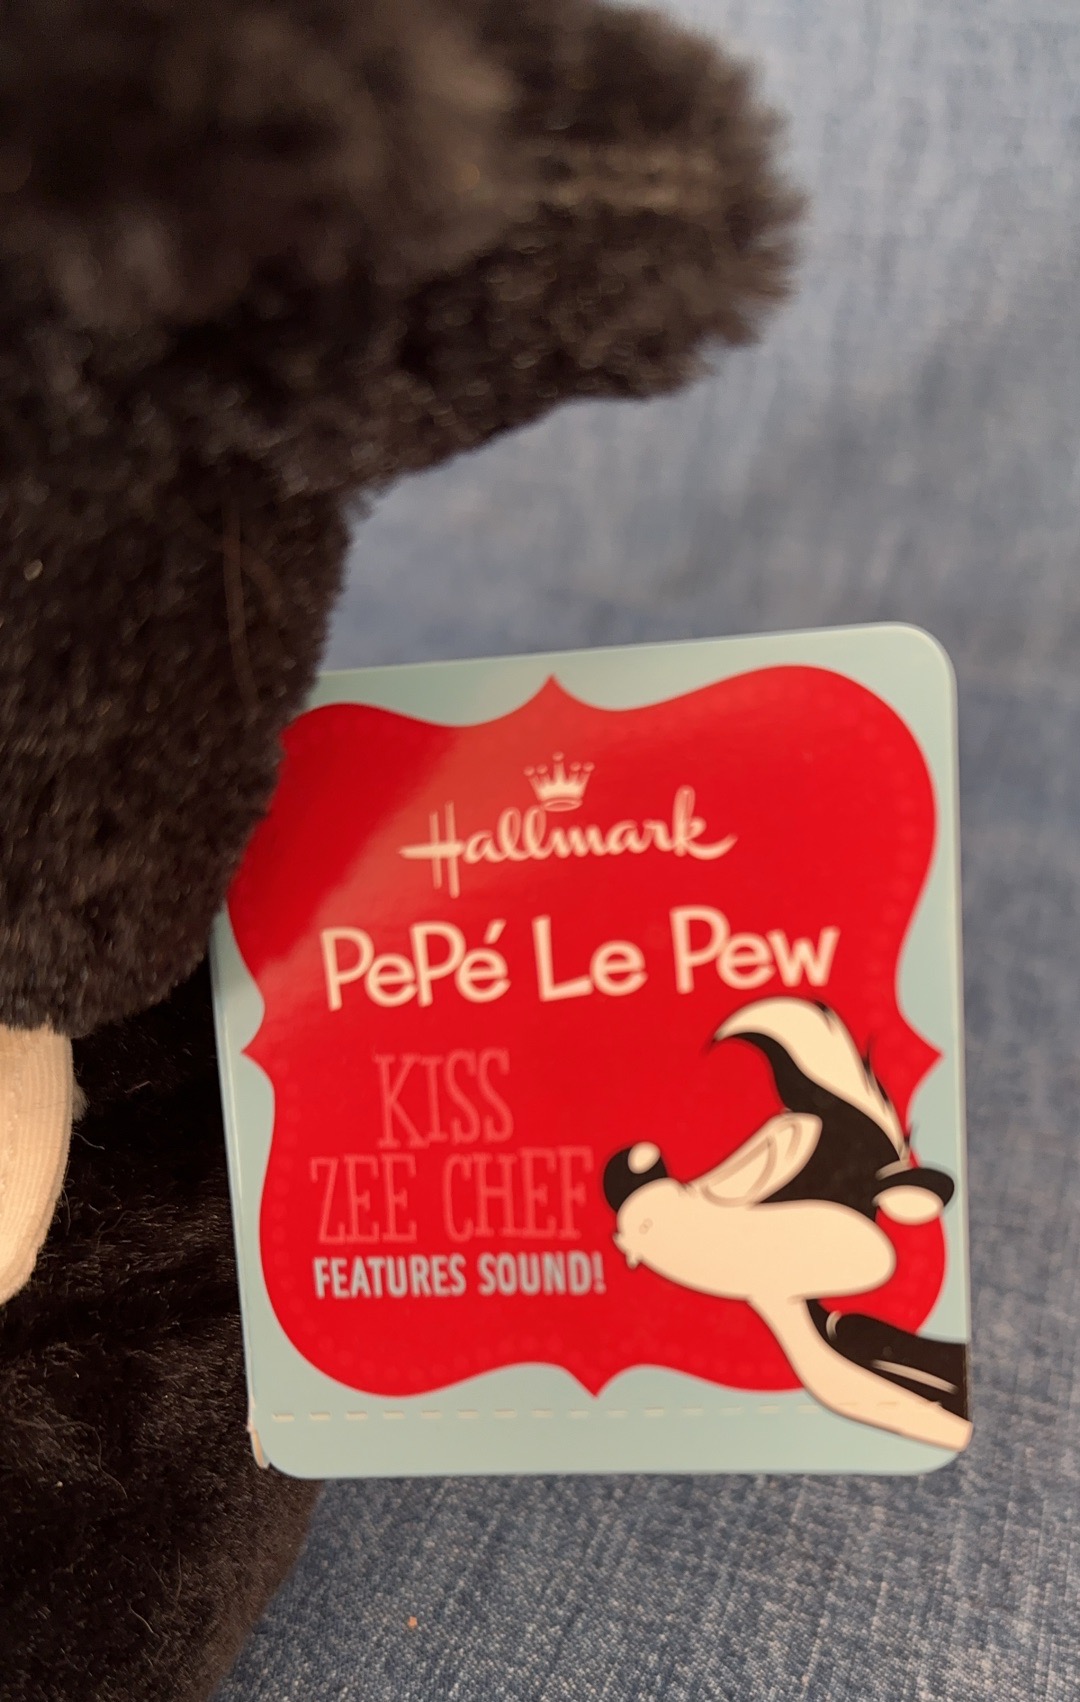 Hallmark
PePé Le Pew
KISS
ZEE CHEF
FEATURES SOUND!